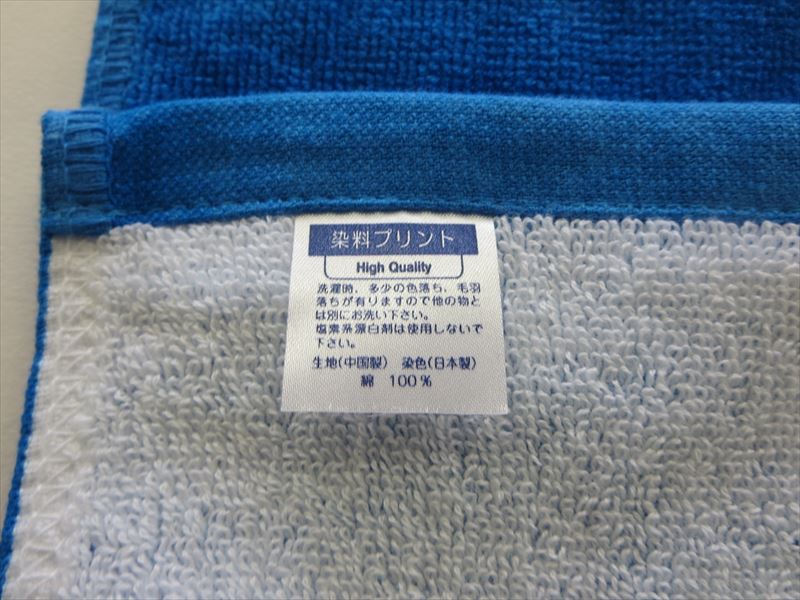 染料プリント
High Quality
洗濯時、多少の色落ち、毛羽
落ちが有りますので他の物と
は別にお洗い下さい。
塩素系漂白剤は使用しないで
下さい。
生地(中国製) 染色(日本製)
綿 100%